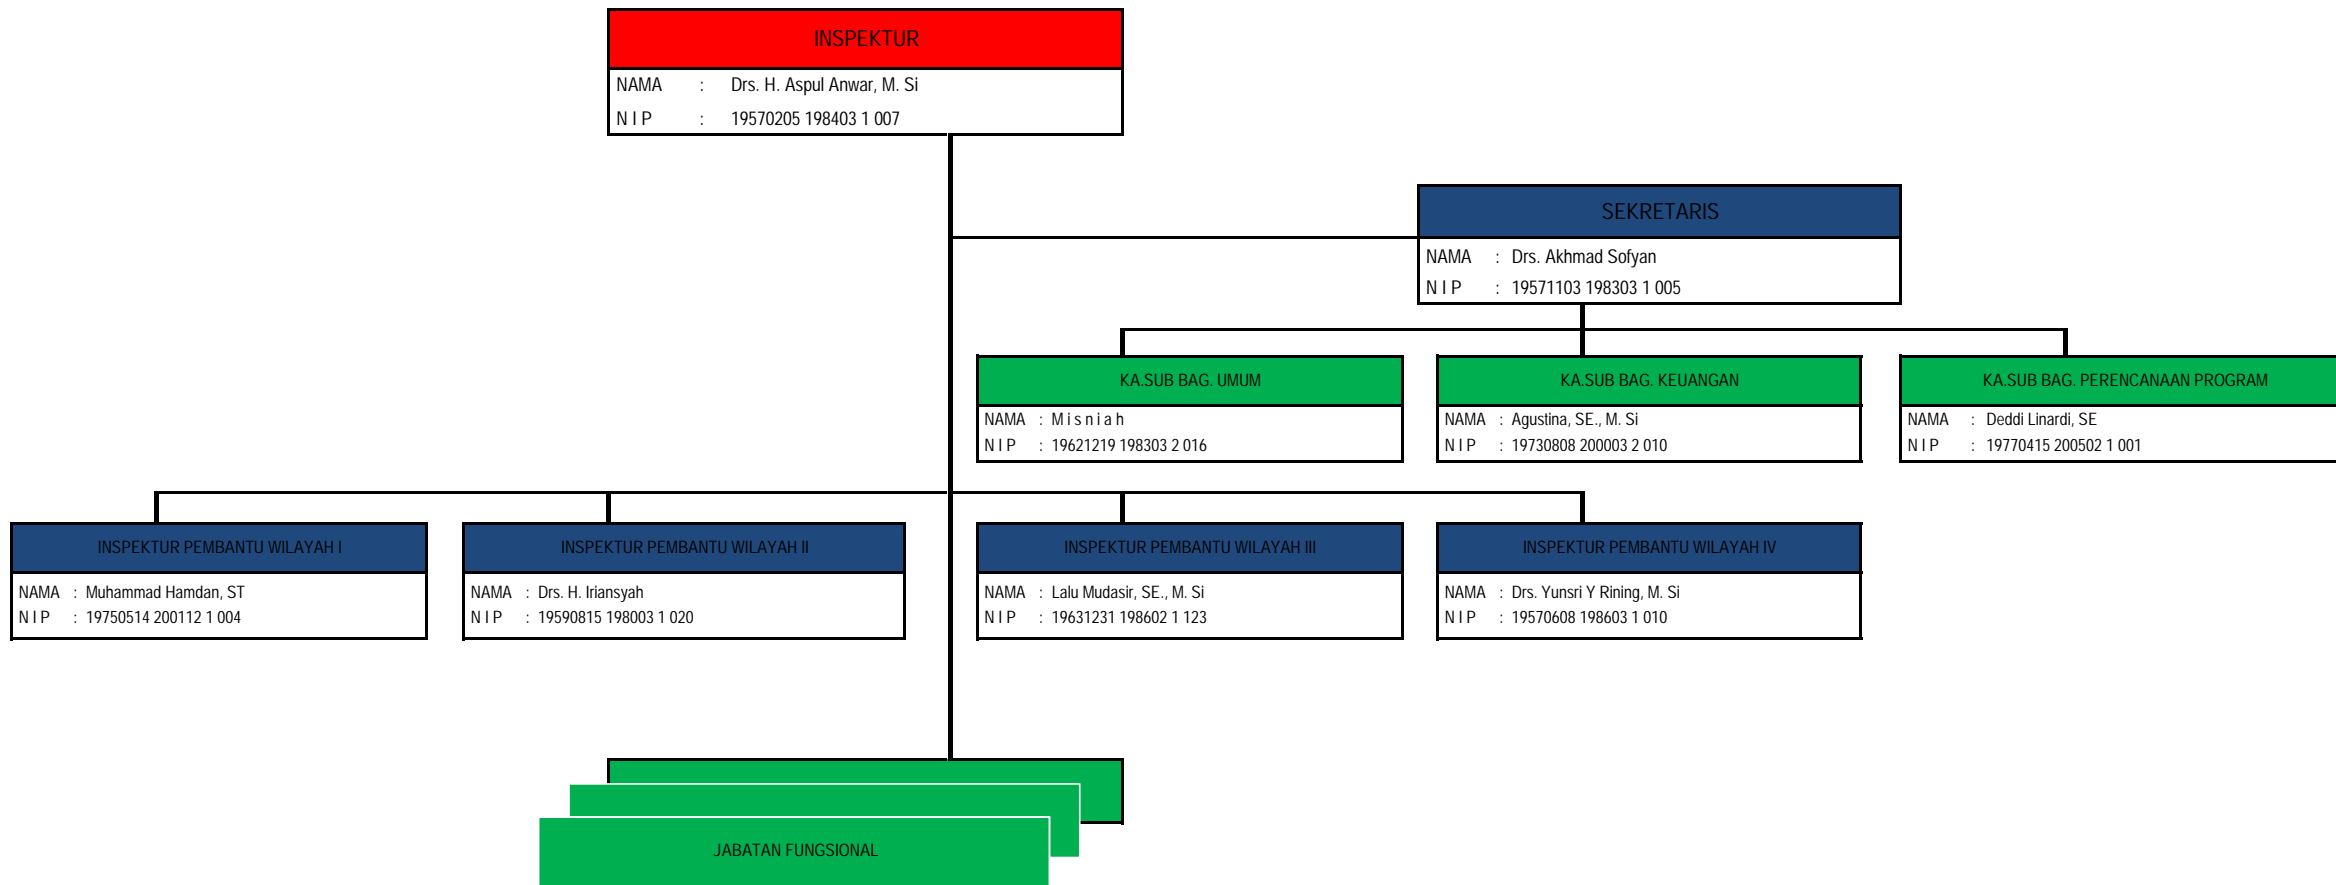 INSPEKTUR
NAMA : Drs. H. Aspul Anwar, M. Si
N I P : 19570205 198403 1 007
SEKRETARIS
NAMA : Drs. Akhmad Sofyan
N I P : 19571103 198303 1 005
KA.SUB BAG. UMUM
NAMA : M i s n i a h
N I P : 19621219 198303 2 016
KA.SUB BAG. KEUANGAN
NAMA : Agustina, SE., M. Si
N I P : 19730808 200003 2 010
KA.SUB BAG. PERENCANAAN PROGRAM
NAMA : Deddi Linardi, SE
N I P : 19770415 200502 1 001
INSPEKTUR PEMBANTU WILAYAH I
NAMA : Muhammad Hamdan, ST
N I P : 19750514 200112 1 004
INSPEKTUR PEMBANTU WILAYAH II
NAMA : Drs. H. Iriansyah
N I P : 19590815 198003 1 020
INSPEKTUR PEMBANTU WILAYAH III
NAMA : Lalu Mudasir, SE., M. Si
N I P : 19631231 198602 1 123
INSPEKTUR PEMBANTU WILAYAH IV
NAMA : Drs. Yunsri Y Rining, M. Si
N I P : 19570608 198603 1 010
JABATAN FUNGSIONAL